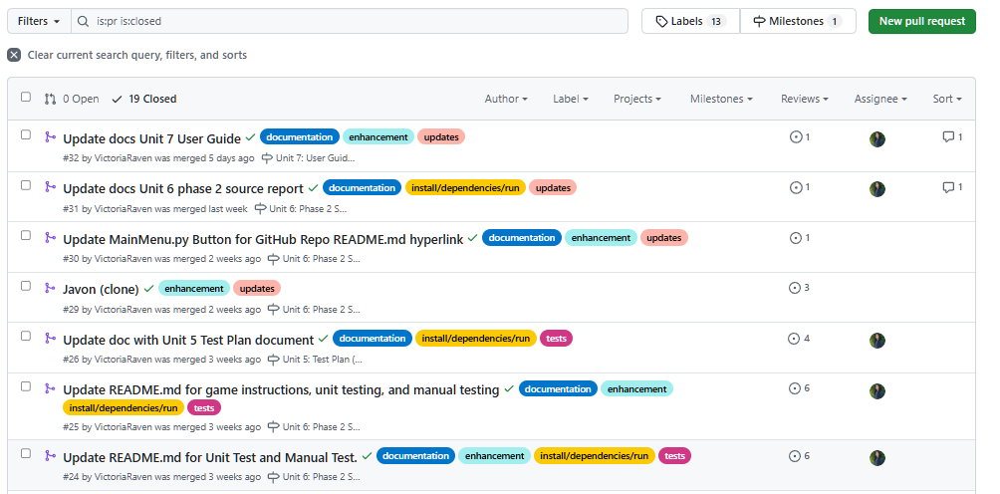 Filters is:pr is:closed Labels 13 Milestones 1 New pull request
Clear current search query, filters, and sorts
0 Open 19 Closed Author Label Projects Milestones Reviews Assignee Sort
Update docs Unit 7 User Guide documentation enhancement updates 1 1
#32 by VictoriaRaven was merged 5 days ago Unit 7: User Guid...
Update docs Unit 6 phase 2 source report documentation install/dependencies/run updates 1 1
#31 by VictoriaRaven was merged last week Unit 6: Phase 2 S...
Update MainMenu.py Button for GitHub Repo README.md hyperlink documentation enhancement updates 1
#30 by VictoriaRaven was merged 2 weeks ago Unit 6: Phase 2 S...
Javon (clone) enhancement updates 3
#29 by VictoriaRaven was merged 2 weeks ago Unit 6: Phase 2 S...
Update doc with Unit 5 Test Plan document documentation install/dependencies/run tests 4
#26 by VictoriaRaven was merged 3 weeks ago Unit 5: Test Plan (...
Update README.md for game instructions, unit testing, and manual testing documentation enhancement 6
install/dependencies/run tests
#25 by VictoriaRaven was merged 3 weeks ago Unit 6: Phase 2 S...
Update README.md for Unit Test and Manual Test. documentation enhancement install/dependencies/run tests 6
#24 by VictoriaRaven was merged 3 weeks ago Unit 6: Phase 2 S...